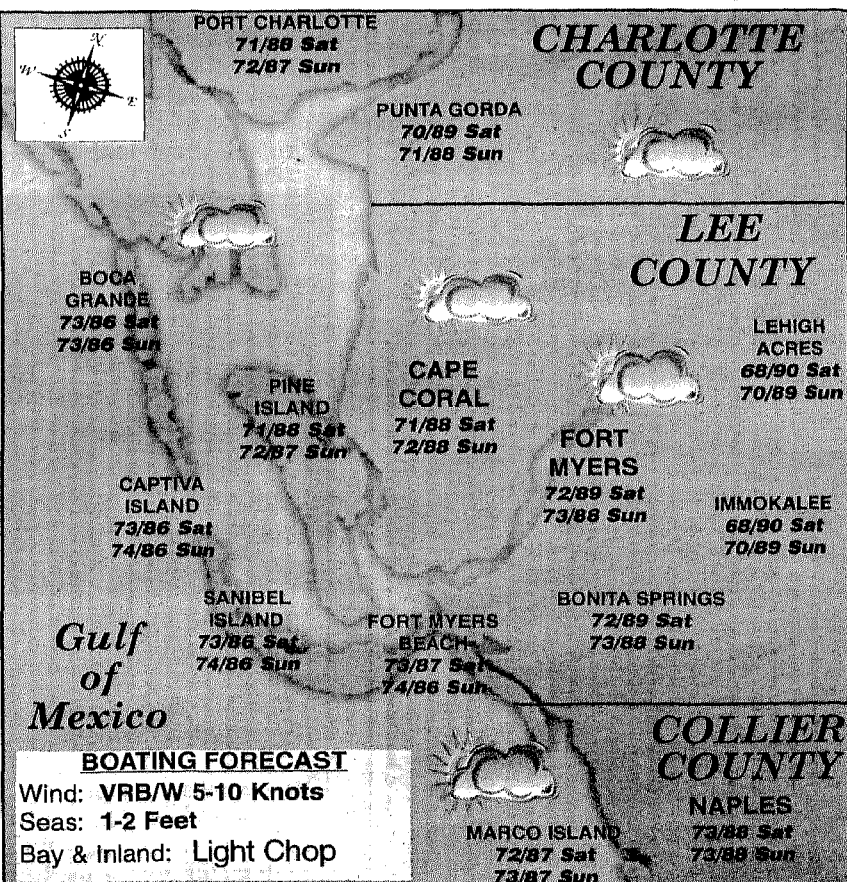 PORT CHARLOTTE
71/88 Sat
72/87 Sun
CHARLOTTE
COUNTY
N
W
E
S
PUNTA GORDA
70/89 Sat
71/88 Sun
LEE
COUNTY
BOCA
GRANDE
73/86 Sat
73/86 Sun
LEHIGH
ACRES
68/90 Sat
70/89 Sun
PINE
ISLAND
71/88 Sat
72/87 Sun
CAPE
CORAL
71/88 Sat
72/88 Sun
FORT
MYERS
72/89 Sat
73/88 Sun
CAPTIVA
ISLAND
73/86 Sat
74/86 Sun
IMMOKALEE
68/90 Sat
70/89 Sun
SANIBEL
ISLAND
73/86 Sat
74/86 Sun
FORT MYERS
BEACH
73/87 Sat
74/86 Sun
BONITA SPRINGS
72/89 Sat
73/88 Sun
Gulf
of
Mexico
COLLIER
COUNTY
BOATING FORECAST
Wind: VRB/W 5-10 Knots
Seas: 1-2 Feet
Bay & Inland: Light Chop
NAPLES
73/88 Sat
73/88 Sun
MARCO ISLAND
72/87 Sat
73/87 Sun